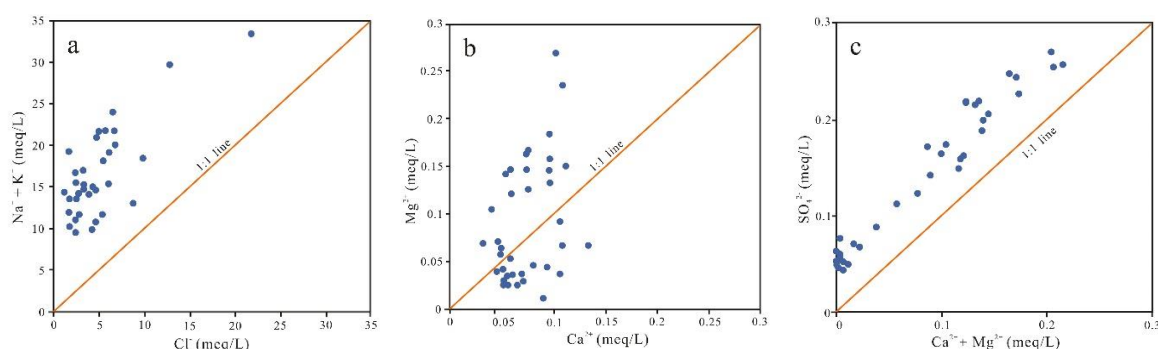 a
Na⁺ + K⁺ (meq/L)
35
30
25
20
15
10
5
0
1:1 line
0 5 10 15 20 25 30 35
Cl⁻ (meq/L)
b
Mg²⁺ (meq/L)
0.3
0.25
0.2
0.15
0.1
0.05
0
1:1 line
0 0.05 0.1 0.15 0.2 0.3
Ca²⁺ (meq/L)
c
SO₄²⁻ (meq/L)
0.3
0.2
0.1
0
1:1 line
0 0.1 0.2 0.3
Ca²⁺ + Mg²⁺ (meq/L)